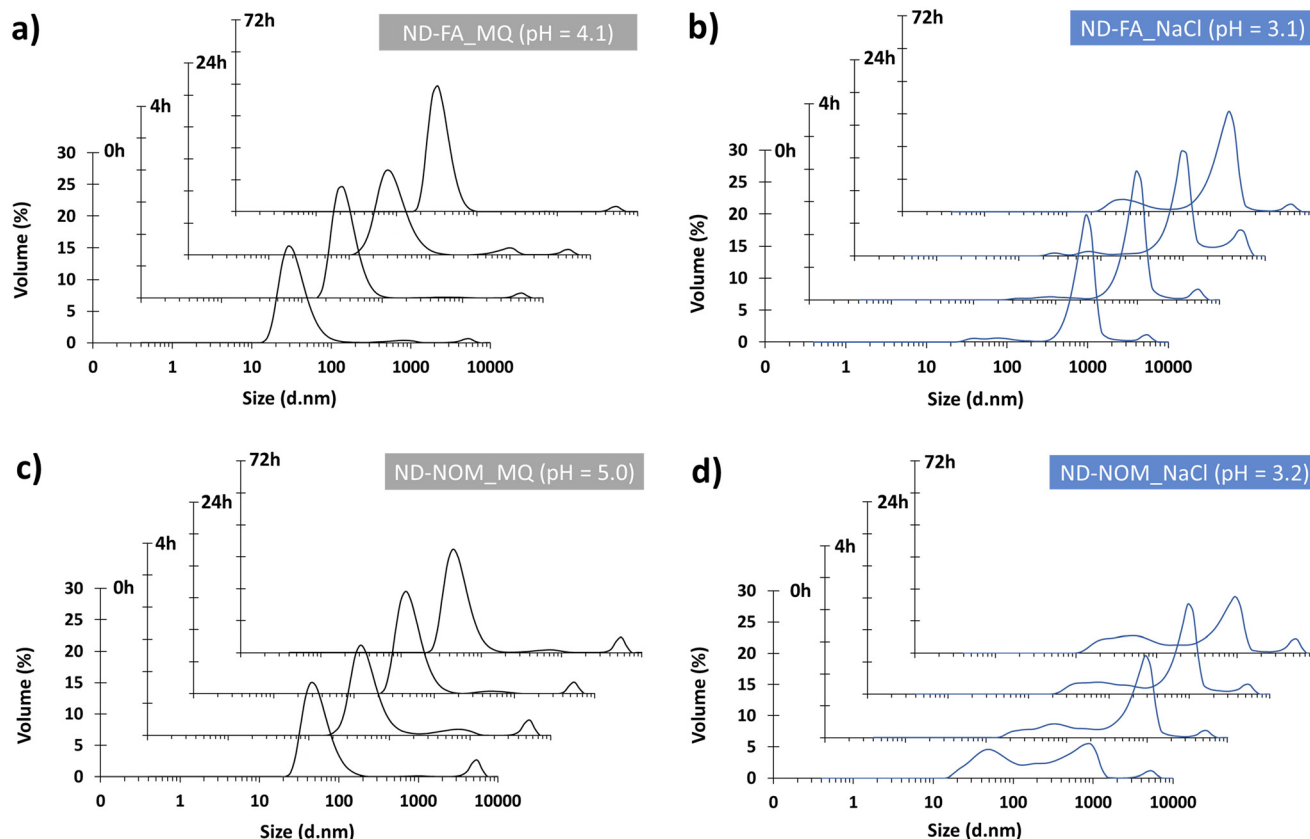 a)
72h
ND-FA_MQ (pH = 4.1)
24h
4h
0h
30
25
20
15
10
5
0
Volume (%)
0 1 10 100 1000 10000
Size (d.nm)
b)
72h
ND-FA_NaCl (pH = 3.1)
24h
4h
0h
30
25
20
15
10
5
0
Volume (%)
0 1 10 100 1000 10000
Size (d.nm)
c)
72h
ND-NOM_MQ (pH = 5.0)
24h
4h
0h
30
25
20
15
10
5
0
Volume (%)
0 1 10 100 1000 10000
Size (d.nm)
d)
72h
ND-NOM_NaCl (pH = 3.2)
24h
4h
0h
30
25
20
15
10
5
0
Volume (%)
0 1 10 100 1000 10000
Size (d.nm)